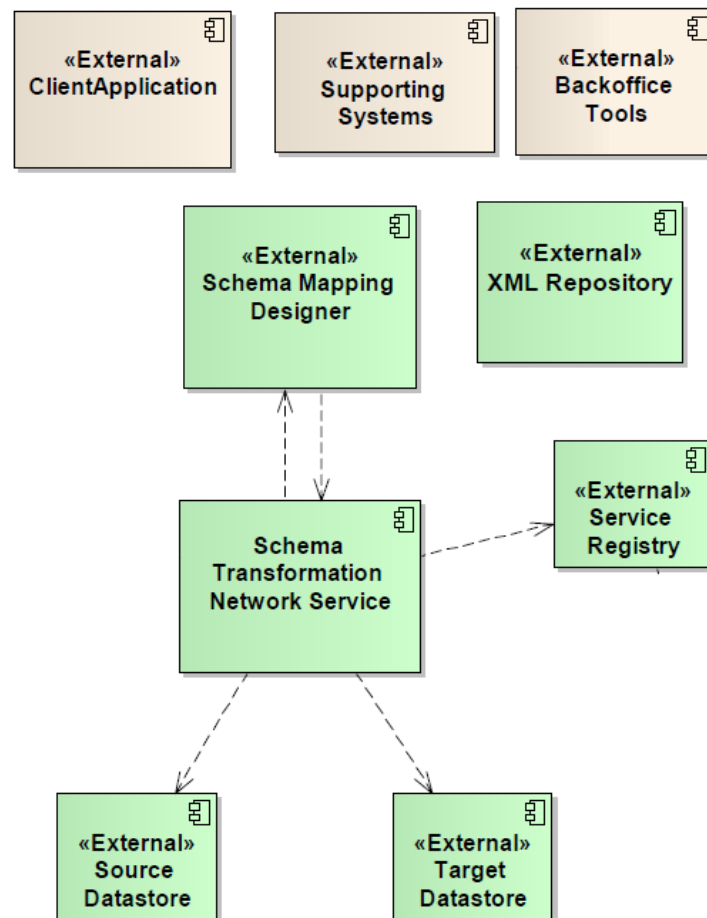 «External»
ClientApplication
«External»
Supporting
Systems
«External»
Backoffice
Tools
«External»
Schema Mapping
Designer
«External»
XML Repository
Schema
Transformation
Network Service
«External»
Service
Registry
«External»
Source
Datastore
«External»
Target
Datastore